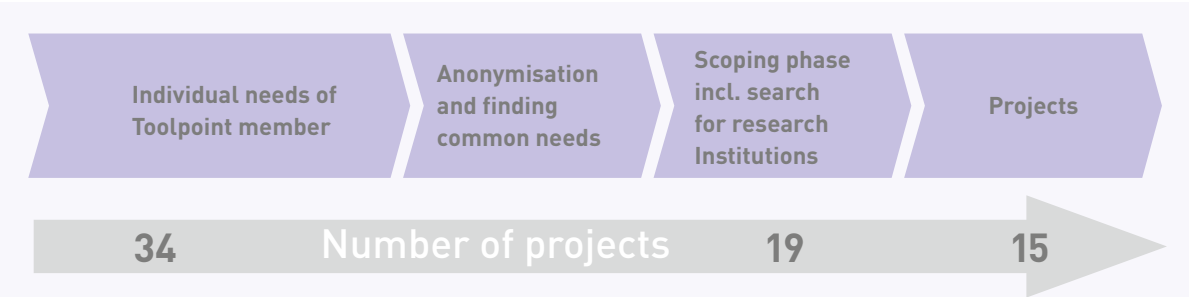 Individual needs of
Toolpoint member
Anonymisation
and finding
common needs
Scoping phase
incl. search
for research
Institutions
Projects
34 Number of projects 19 15